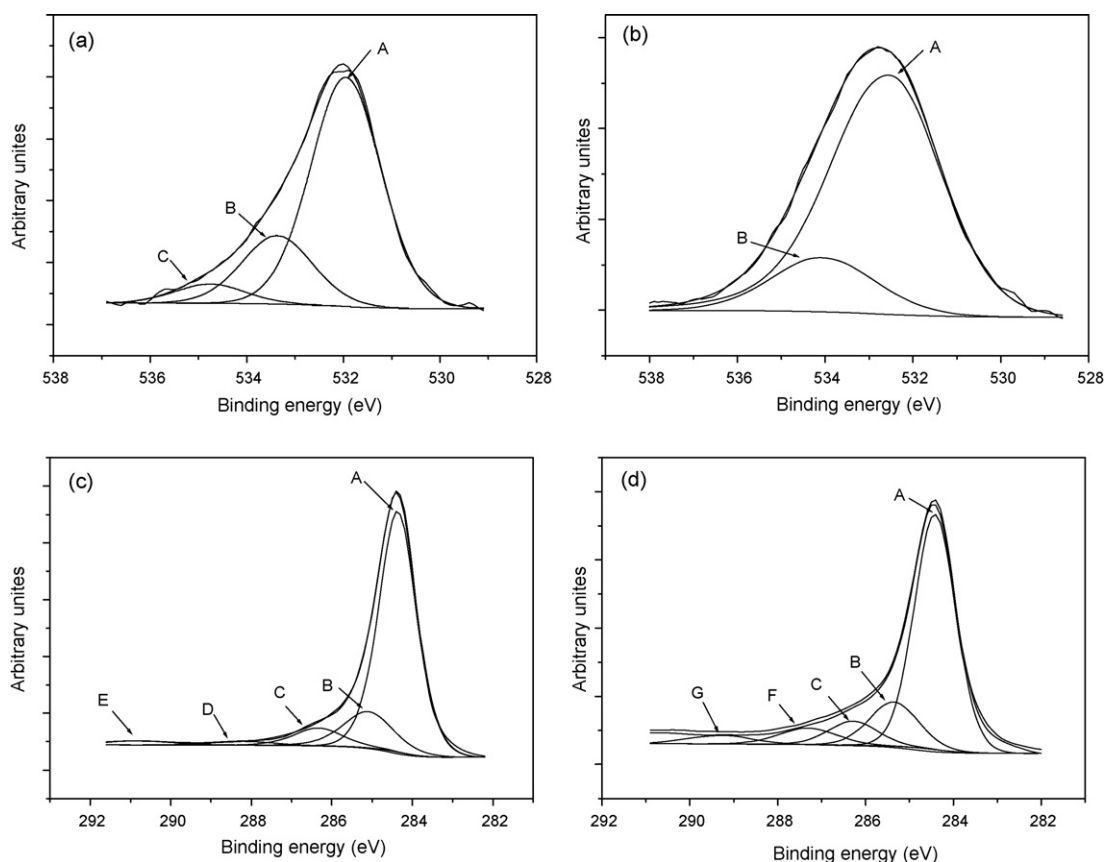 (a)
A
B
C
Arbitrary unites
538 536 534 532 530 528
Binding energy (eV)
(b)
A
B
Arbitrary unites
538 536 534 532 530 528
Binding energy (eV)
(c)
A
B
C
D
E
Arbitrary unites
292 290 288 286 284 282
Binding energy (eV)
(d)
A
B
C
F
G
Arbitrary unites
292 290 288 286 284 282
Binding energy (eV)